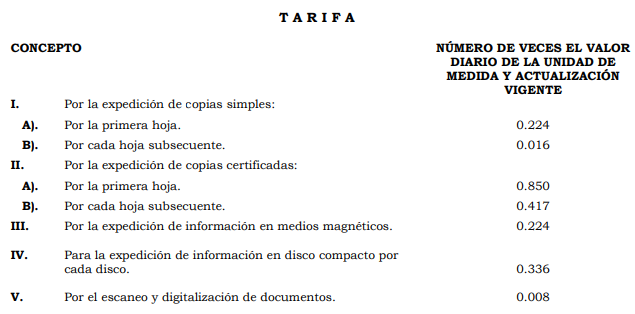 T A R I F A
CONCEPTO
NÚMERO DE VECES EL VALOR
DIARIO DE LA UNIDAD DE
MEDIDA Y ACTUALIZACIÓN
VIGENTE
I. Por la expedición de copias simples:
A). Por la primera hoja. 0.224
B). Por cada hoja subsecuente. 0.016
II. Por la expedición de copias certificadas:
A). Por la primera hoja. 0.850
B). Por cada hoja subsecuente. 0.417
III. Por la expedición de información en medios magnéticos. 0.224
IV. Para la expedición de información en disco compacto por
cada disco. 0.336
V. Por el escaneo y digitalización de documentos. 0.008